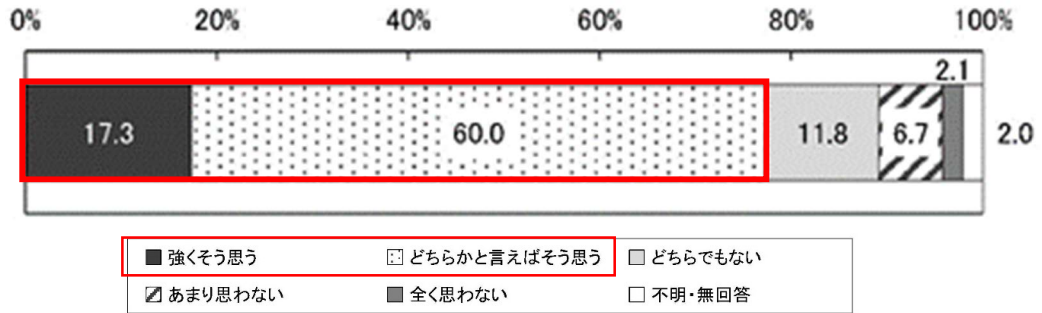 0% 20% 40% 60% 80% 100%
2.1
17.3 60.0 11.8 6.7 2.0
強くそう思う どちらかと言えばそう思う どちらでもない
あまり思わない 全く思わない 不明・無回答